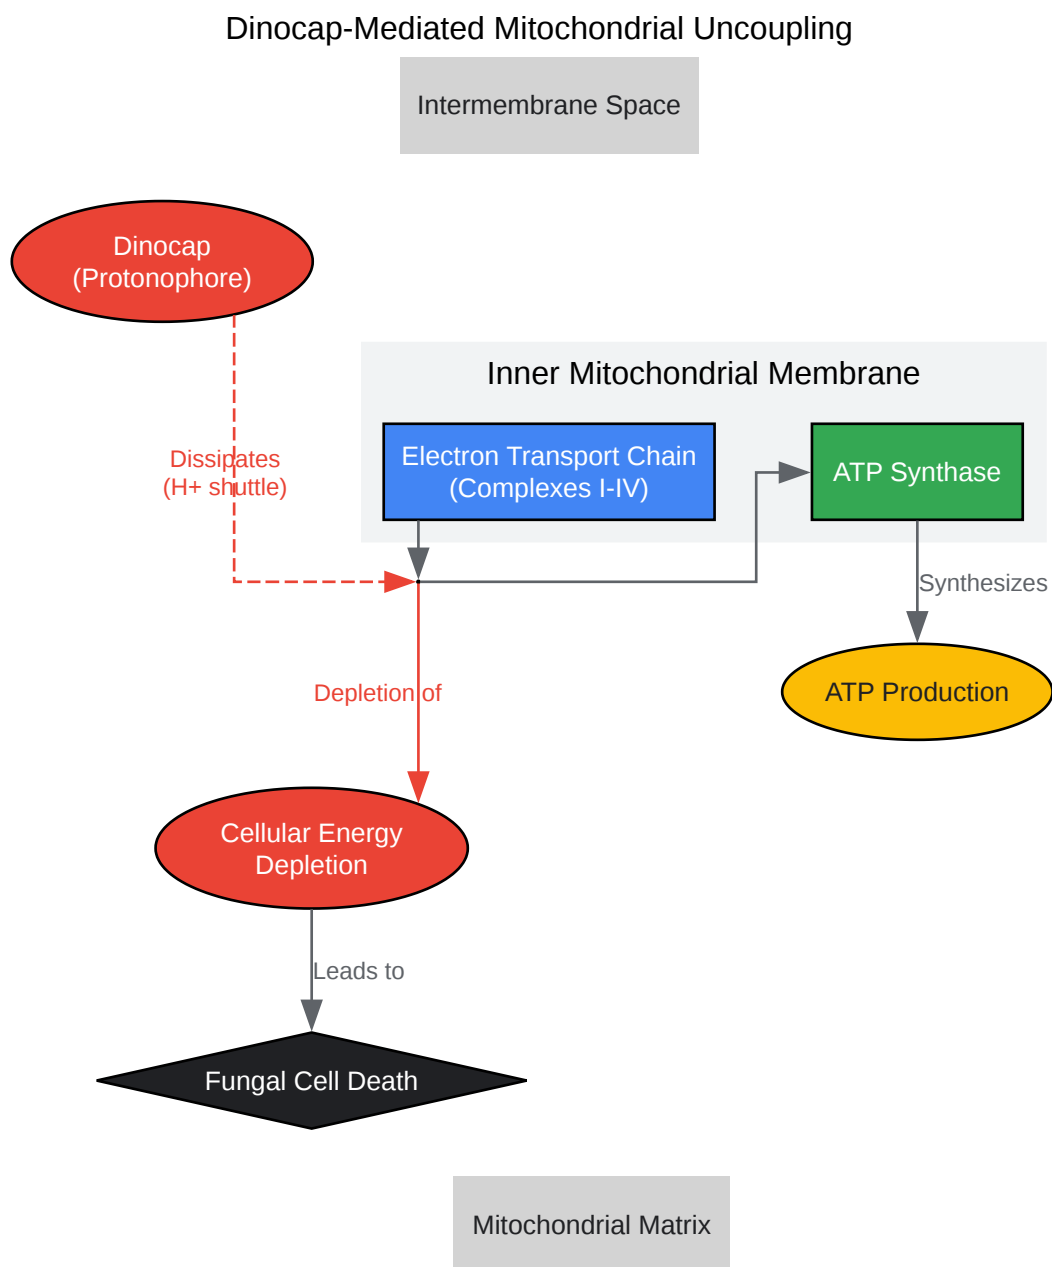 Dinocap-Mediated Mitochondrial Uncoupling
Intermembrane Space
Dinocap
(Protonophore)
Inner Mitochondrial Membrane
Electron Transport Chain
(Complexes I-IV)
ATP Synthase
Dissipates
(H+ shuttle)
Synthesizes
Depletion of
ATP Production
Cellular Energy
Depletion
Leads to
Fungal Cell Death
Mitochondrial Matrix